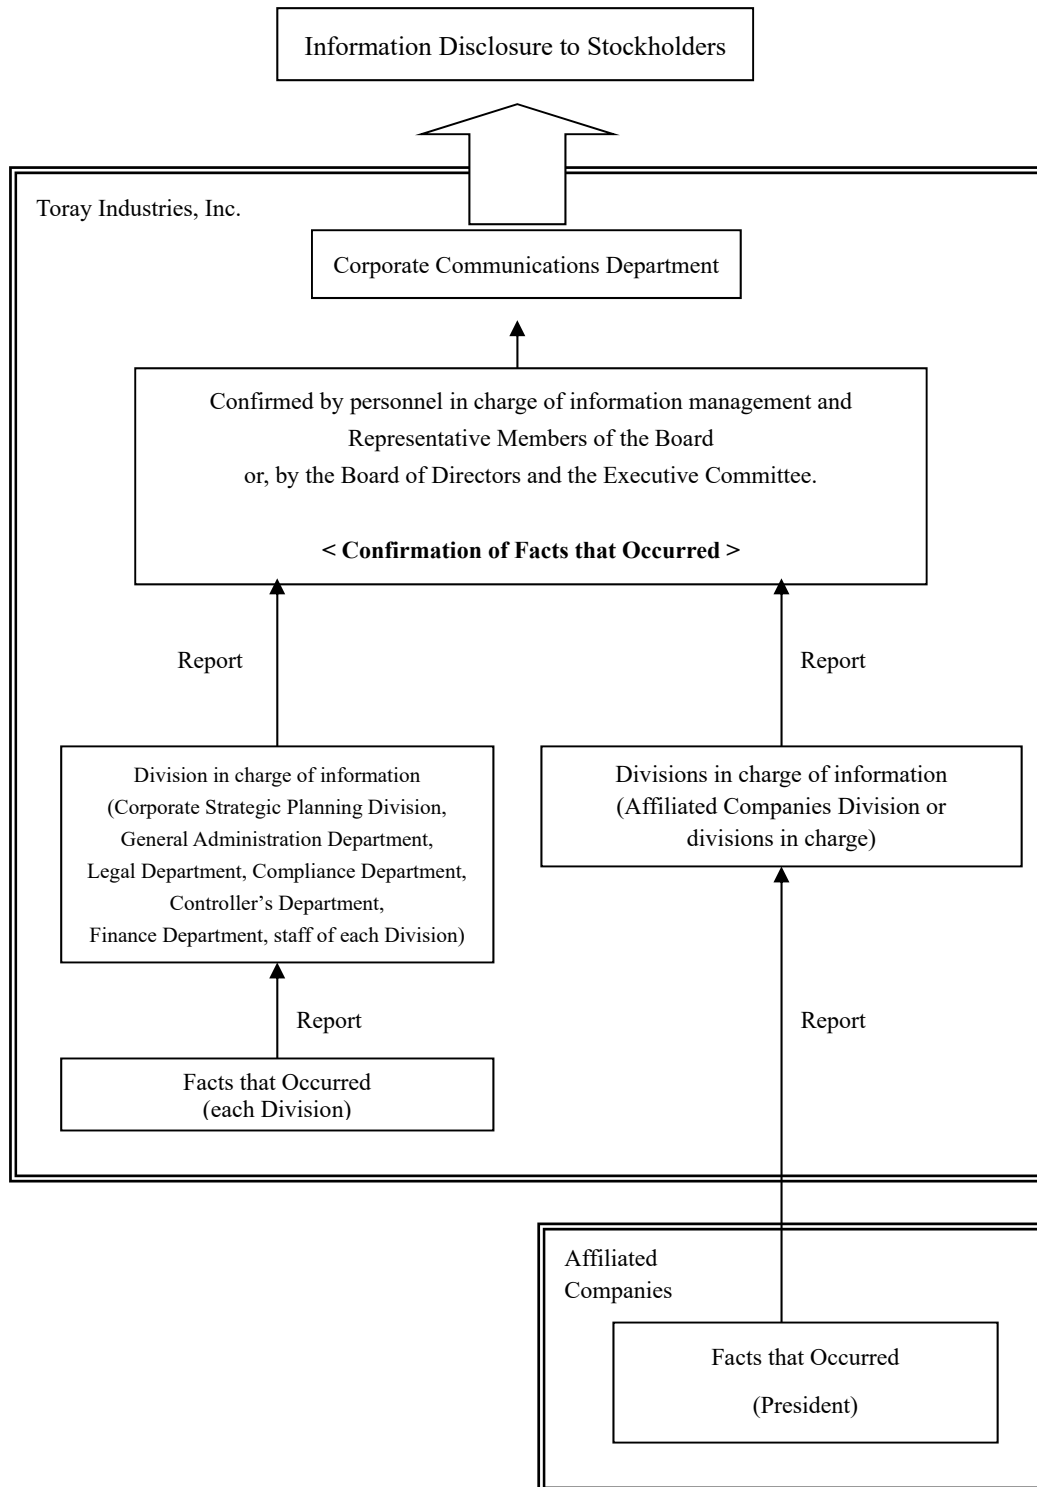 Information Disclosure to Stockholders
Toray Industries, Inc.
Corporate Communications Department
Confirmed by personnel in charge of information management and
Representative Members of the Board
or, by the Board of Directors and the Executive Committee.
< Confirmation of Facts that Occurred >
Report
Report
Division in charge of information
(Corporate Strategic Planning Division,
General Administration Department,
Legal Department, Compliance Department,
Controller’s Department,
Finance Department, staff of each Division)
Divisions in charge of information
(Affiliated Companies Division or
divisions in charge)
Report
Report
Facts that Occurred
(each Division)
Affiliated
Companies
Facts that Occurred
(President)